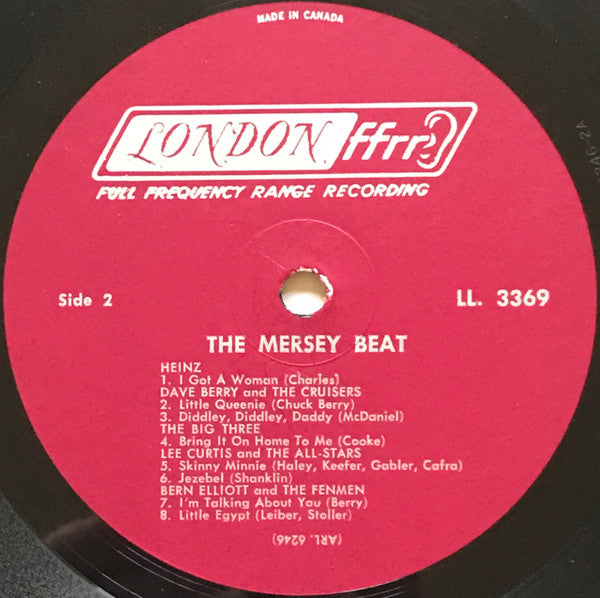 MADE IN CANADA
LONDON ffrr
FULL FREQUENCY RANGE RECORDING
Side 2
LL. 3369
THE MERSEY BEAT
HEINZ
1. I Got A Woman (Charles)
DAVE BERRY and THE CRUISERS
2. Little Queenie (Chuck Berry)
3. Diddley, Diddley, Daddy (McDaniel)
THE BIG THREE
4. Bring It On Home To Me (Cooke)
LEE CURTIS and THE ALL-STARS
5. Skinny Minnie (Haley, Keefer, Gabler, Cafra)
6. Jezebel (Shanklin)
BERN ELLIOTT and THE FENMEN
7. I'm Talking About You (Berry)
8. Little Egypt (Leiber, Stoller)
(ARL. 6246)